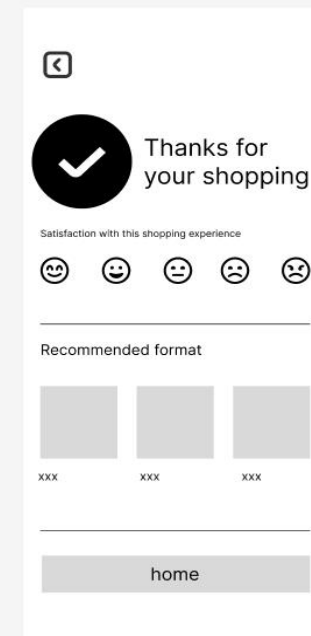 Thanks for
your shopping
Satisfaction with this shopping experience
Recommended format
xxx xxx xxx
home